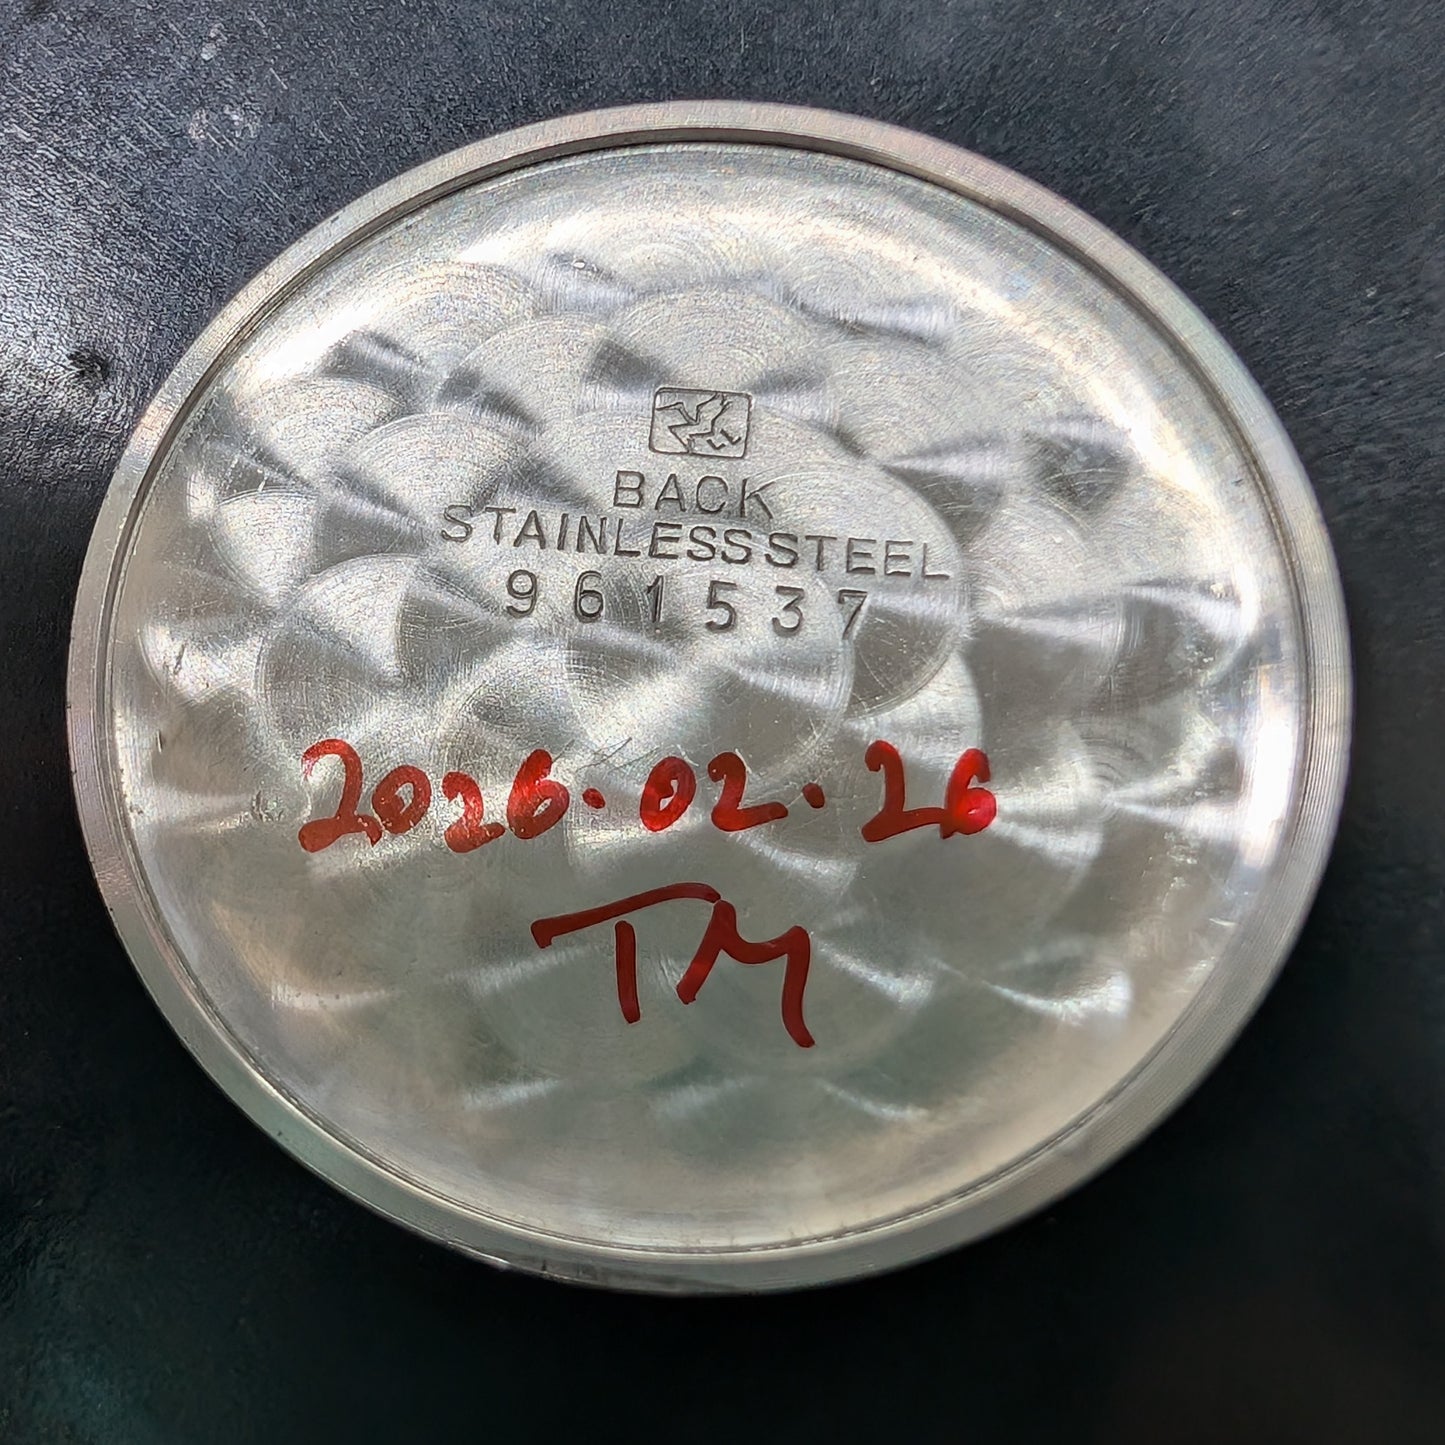 BACK
STAINLESS STEEL
961537
2026.02.26
TM